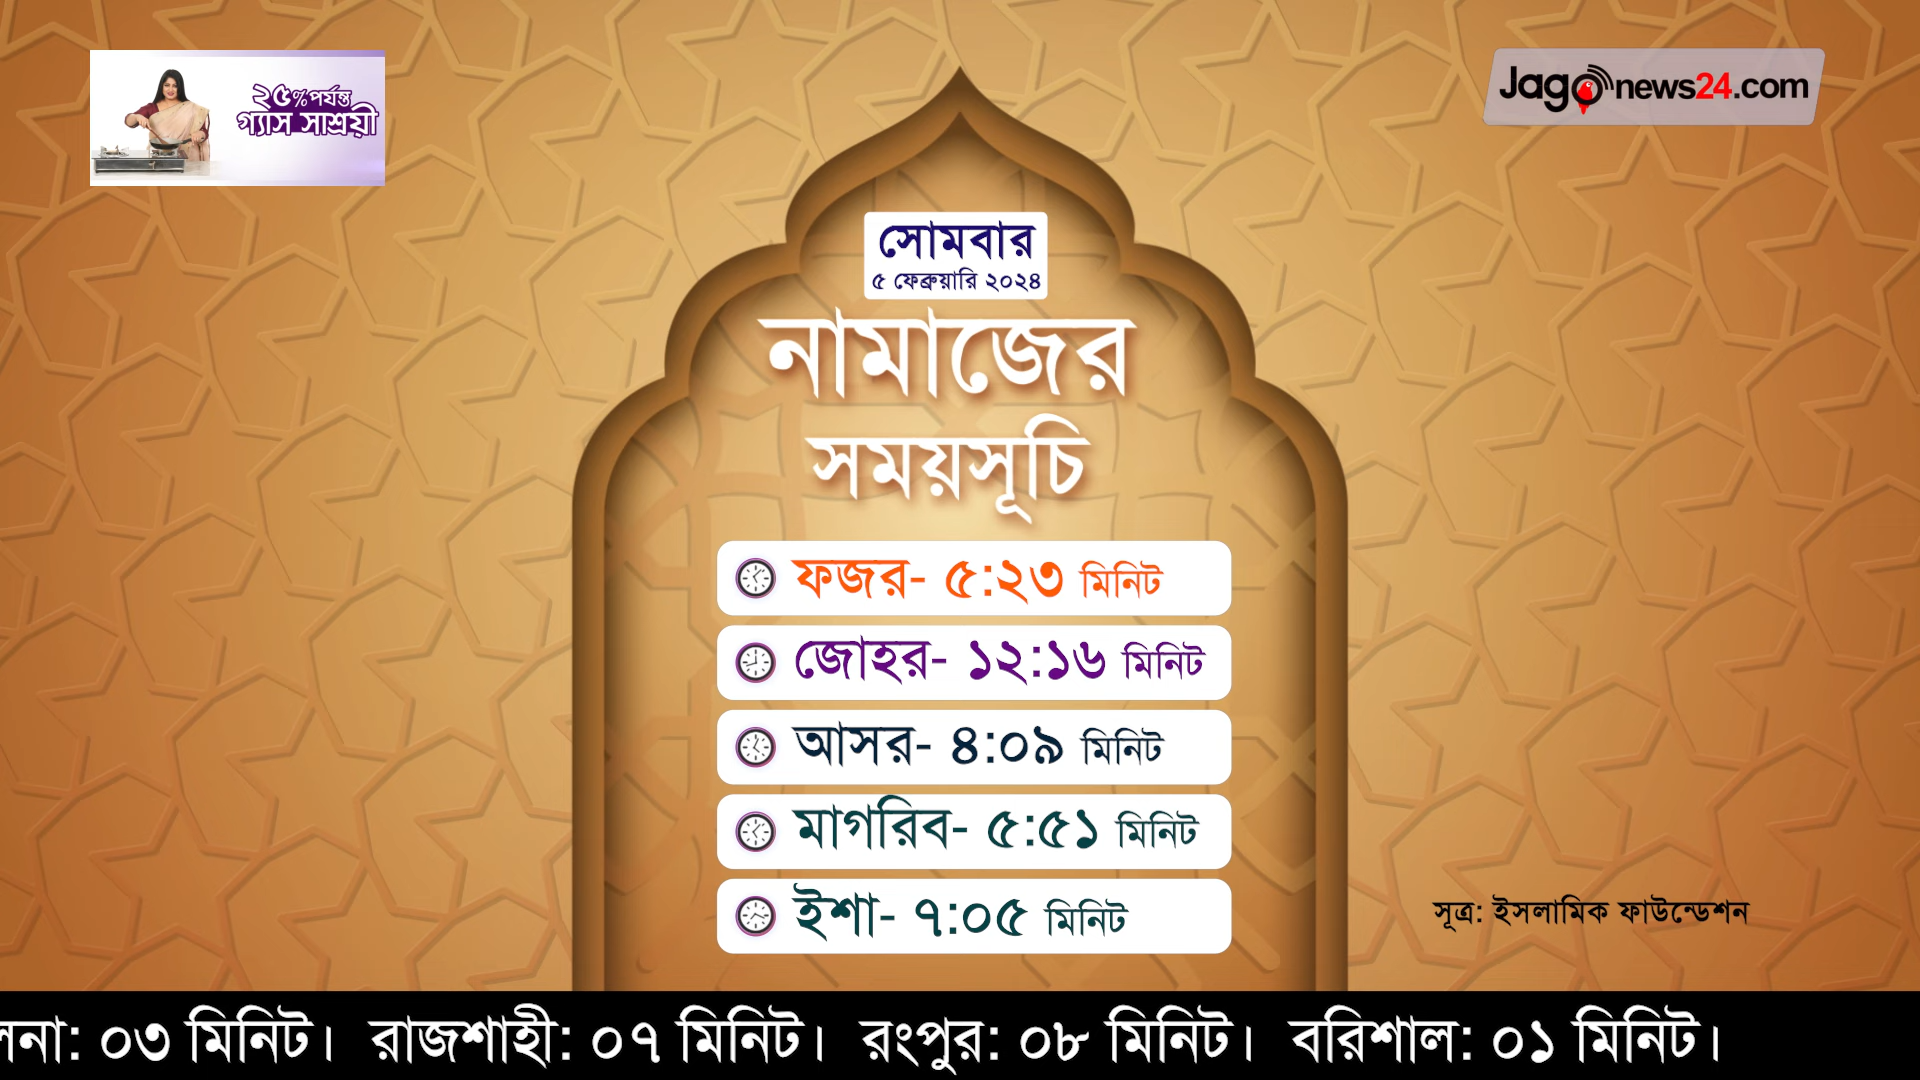 ২৫% পর্যন্ত
গ্যাস সাশ্রয়ী
Jagonews24.com
সোমবার
৫ ফেব্রুয়ারি ২০২৪
নামাজের
সময়সূচি
ফজর- ৫:২৩ মিনিট
জোহর- ১২:১৬ মিনিট
আসর- ৪:০৯ মিনিট
মাগরিব- ৫:৫১ মিনিট
ইশা- ৭:০৫ মিনিট
সূত্র: ইসলামিক ফাউন্ডেশন
০৩ মিনিট। রাজশাহী: ০৭ মিনিট। রংপুর: ০৮ মিনিট। বরিশাল: ০১ মিনিট।